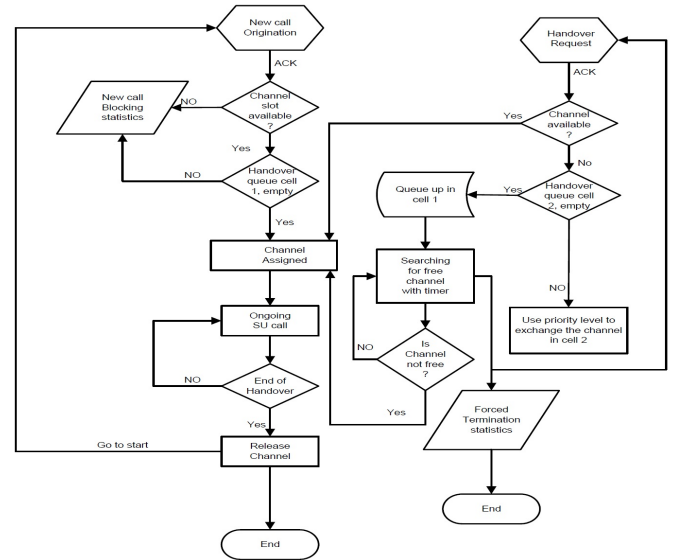 New call
Origination
ACK
Channel
slot
available
?
NO
New call
Blocking
statistics
Yes
Handover
queue cell
1, empty
NO
Yes
Channel
Assigned
Ongoing
SU call
End of
Handover
NO
Yes
Release
Channel
Go to start
End
Handover
Request
ACK
Channel
available
?
Yes
No
Handover
queue cell
2, empty
Yes
Queue up in
cell 1
NO
Use priority level to
exchange the channel
in cell 2
Searching
for free
channel
with timer
Is
Channel
not free
?
NO
Yes
Forced
Termination
statistics
End